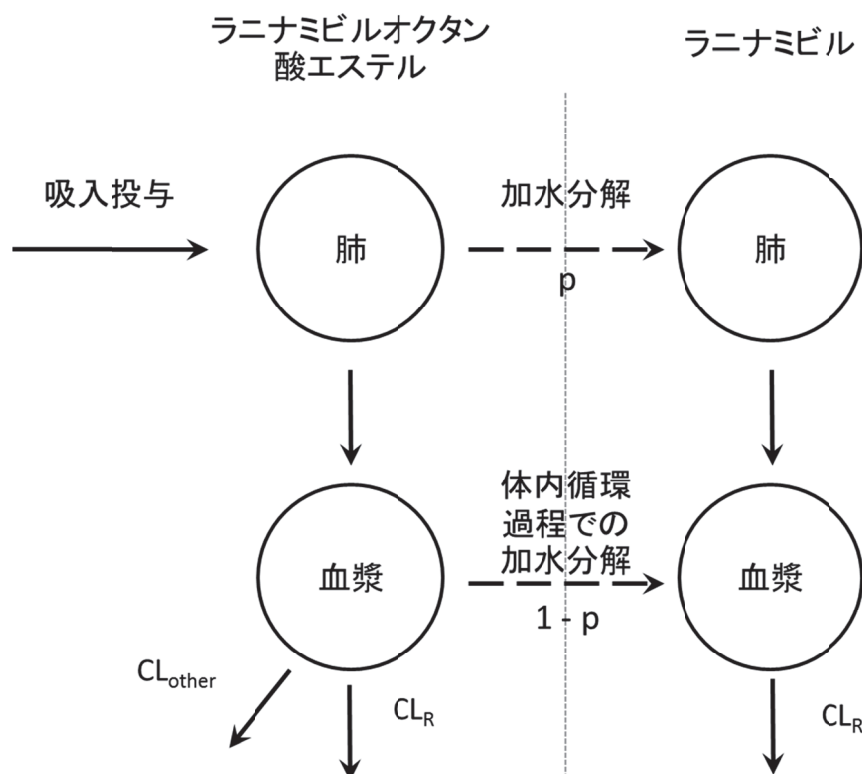 ラニナミビルオクタン
酸エステル
ラニナミビル
吸入投与
加水分解
肺
肺
p
体内循環
過程での
加水分解
血漿
血漿
1 - p
CLother
CLR
CLR